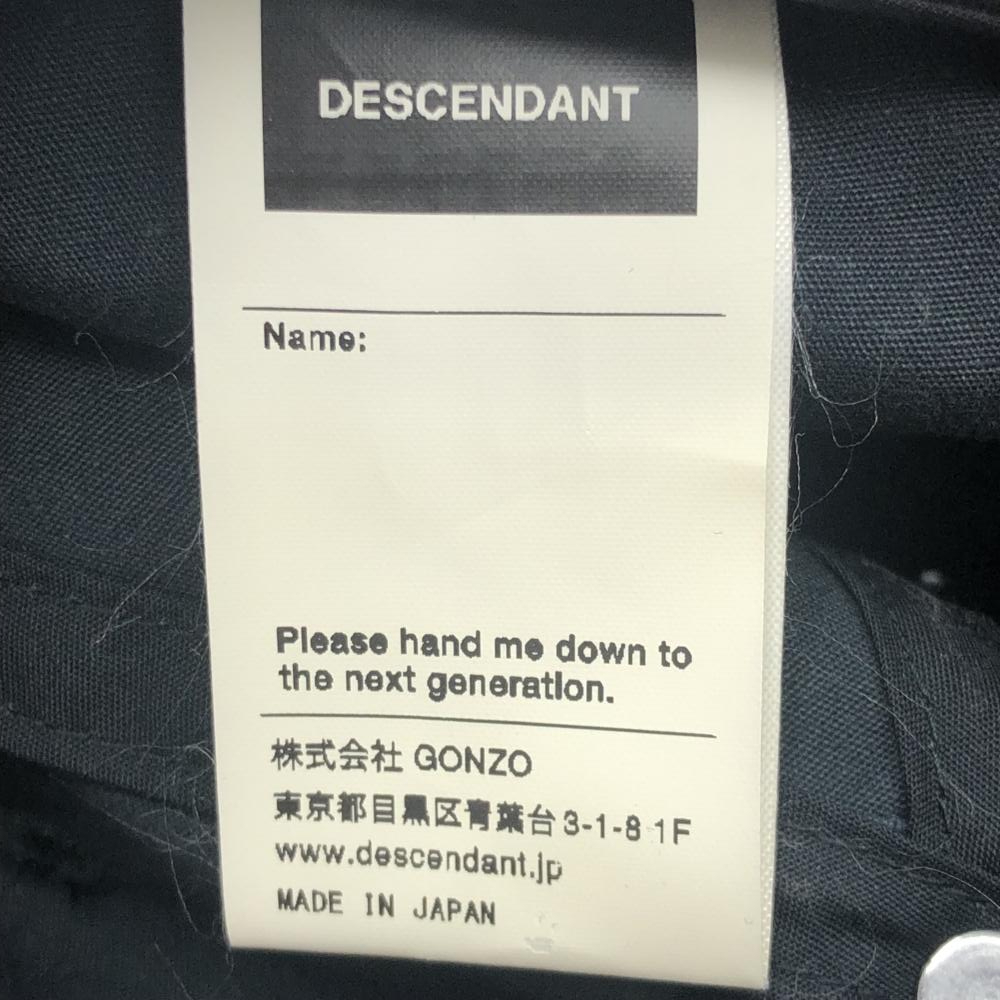 DESCENDANT
Name:
Please hand me down to
the next generation.
株式会社 GONZO
東京都目黒区青葉台3-1-8 1F
www.descendant.jp
MADE IN JAPAN